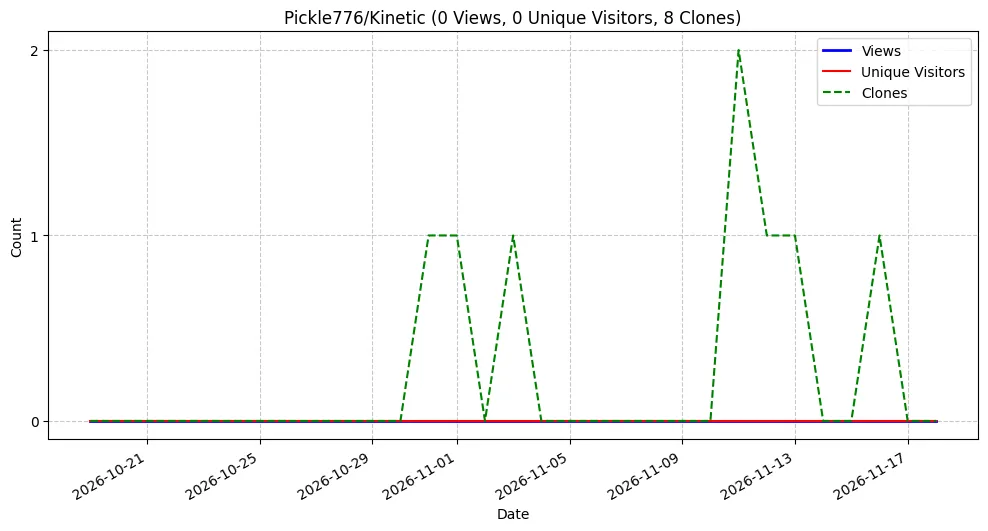 Pickle776/Kinetic (0 Views, 0 Unique Visitors, 8 Clones)
Views
Unique Visitors
Clones
2
1
0
Count
2026-10-21
2026-10-25
2026-10-29
2026-11-01
2026-11-05
2026-11-09
2026-11-13
2026-11-17
Date